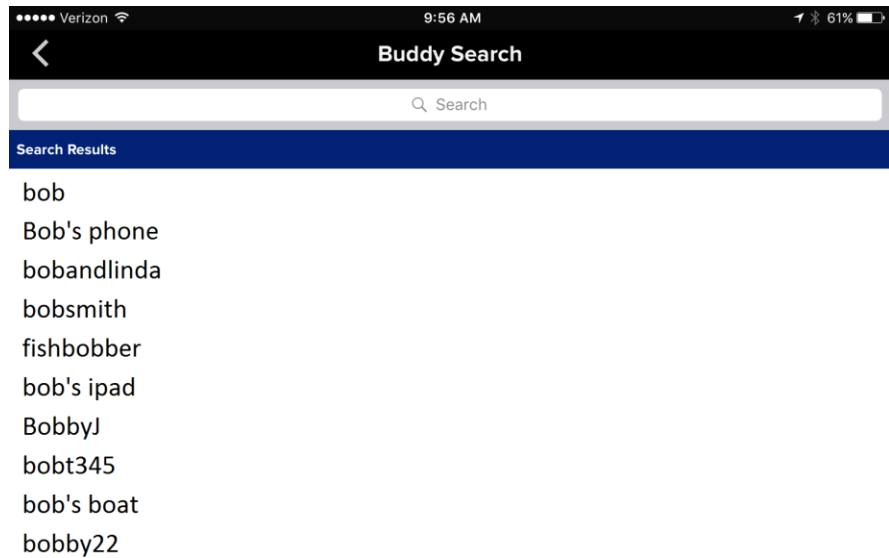 Verizon 9:56 AM 61%
Buddy Search
Search
Search Results
bob
Bob's phone
bobandlinda
bobsmith
fishbobber
bob's ipad
BobbyJ
bobt345
bob's boat
bobby22